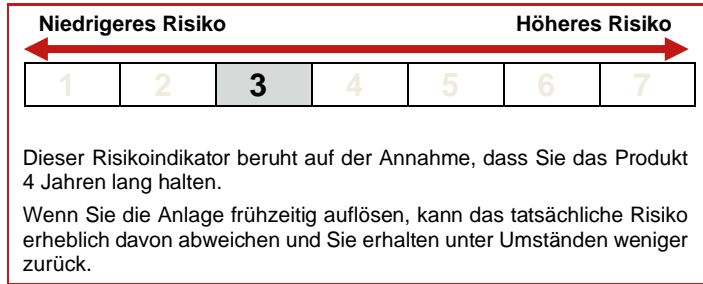 Niedrigeres Risiko Höheres Risiko
1 2 3 4 5 6 7
Dieser Risikoindikator beruht auf der Annahme, dass Sie das Produkt
4 Jahren lang halten.
Wenn Sie die Anlage frühzeitig auflösen, kann das tatsächliche Risiko
erheblich davon abweichen und Sie erhalten unter Umständen weniger
zurück.